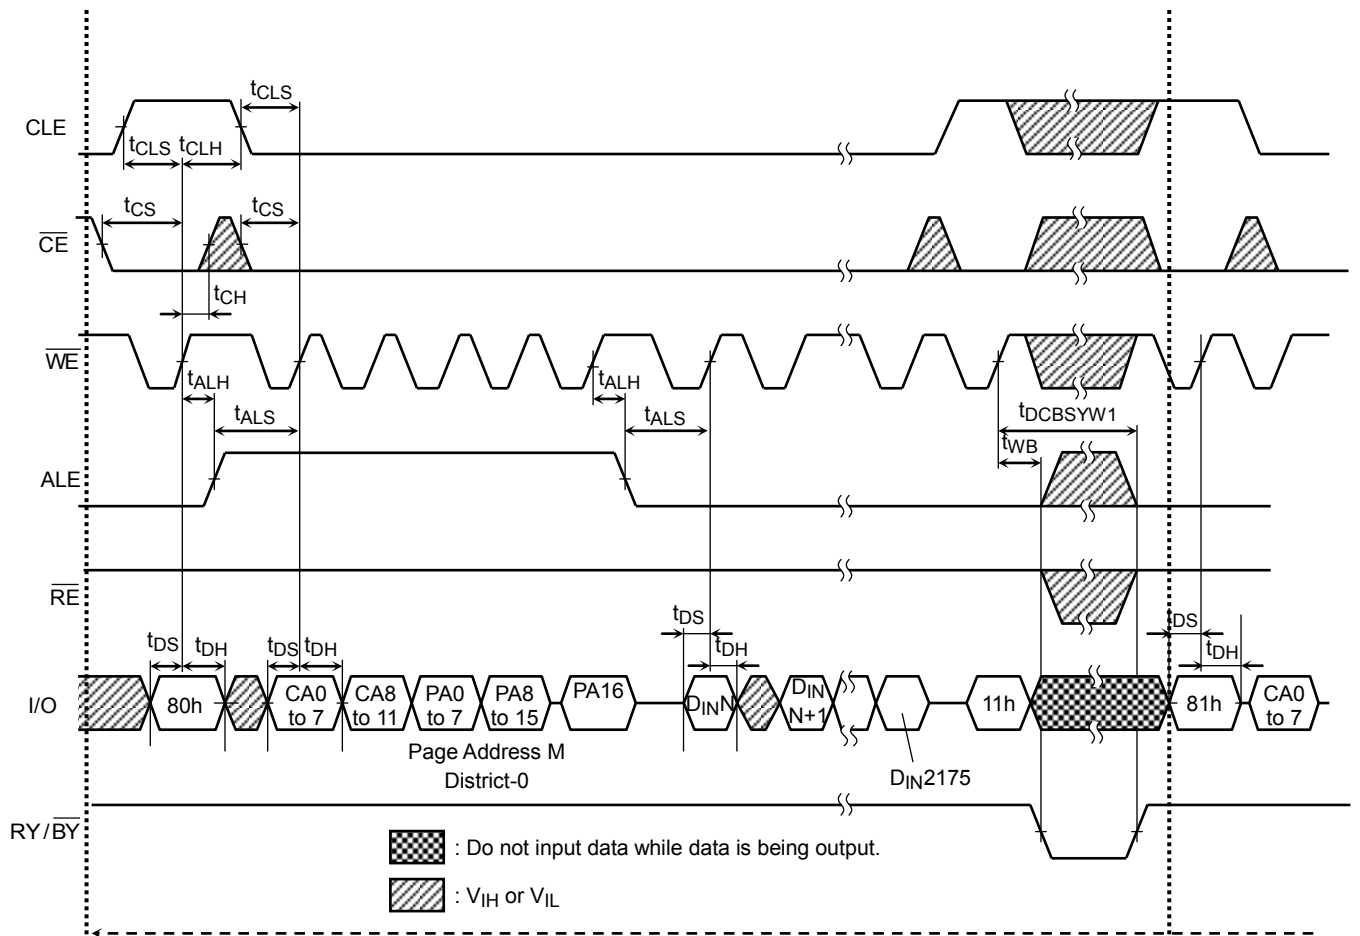 tCLS
CLE
tCLS tCLH
tCS tCS
CE
tCH
WE
tALH tALH
tALS tALS tDCBSYW1
tWB
ALE
RE
tDS tDH tDS tDH tDS tDH tDS tDH
I/O 80h CA0 to 7 CA8 to 11 PA0 to 7 PA8 to 15 PA16 DINN DIN N+1 11h 81h CA0 to 7
Page Address M
District-0
DIN2175
RY/BY
: Do not input data while data is being output.
: VIH or VIL